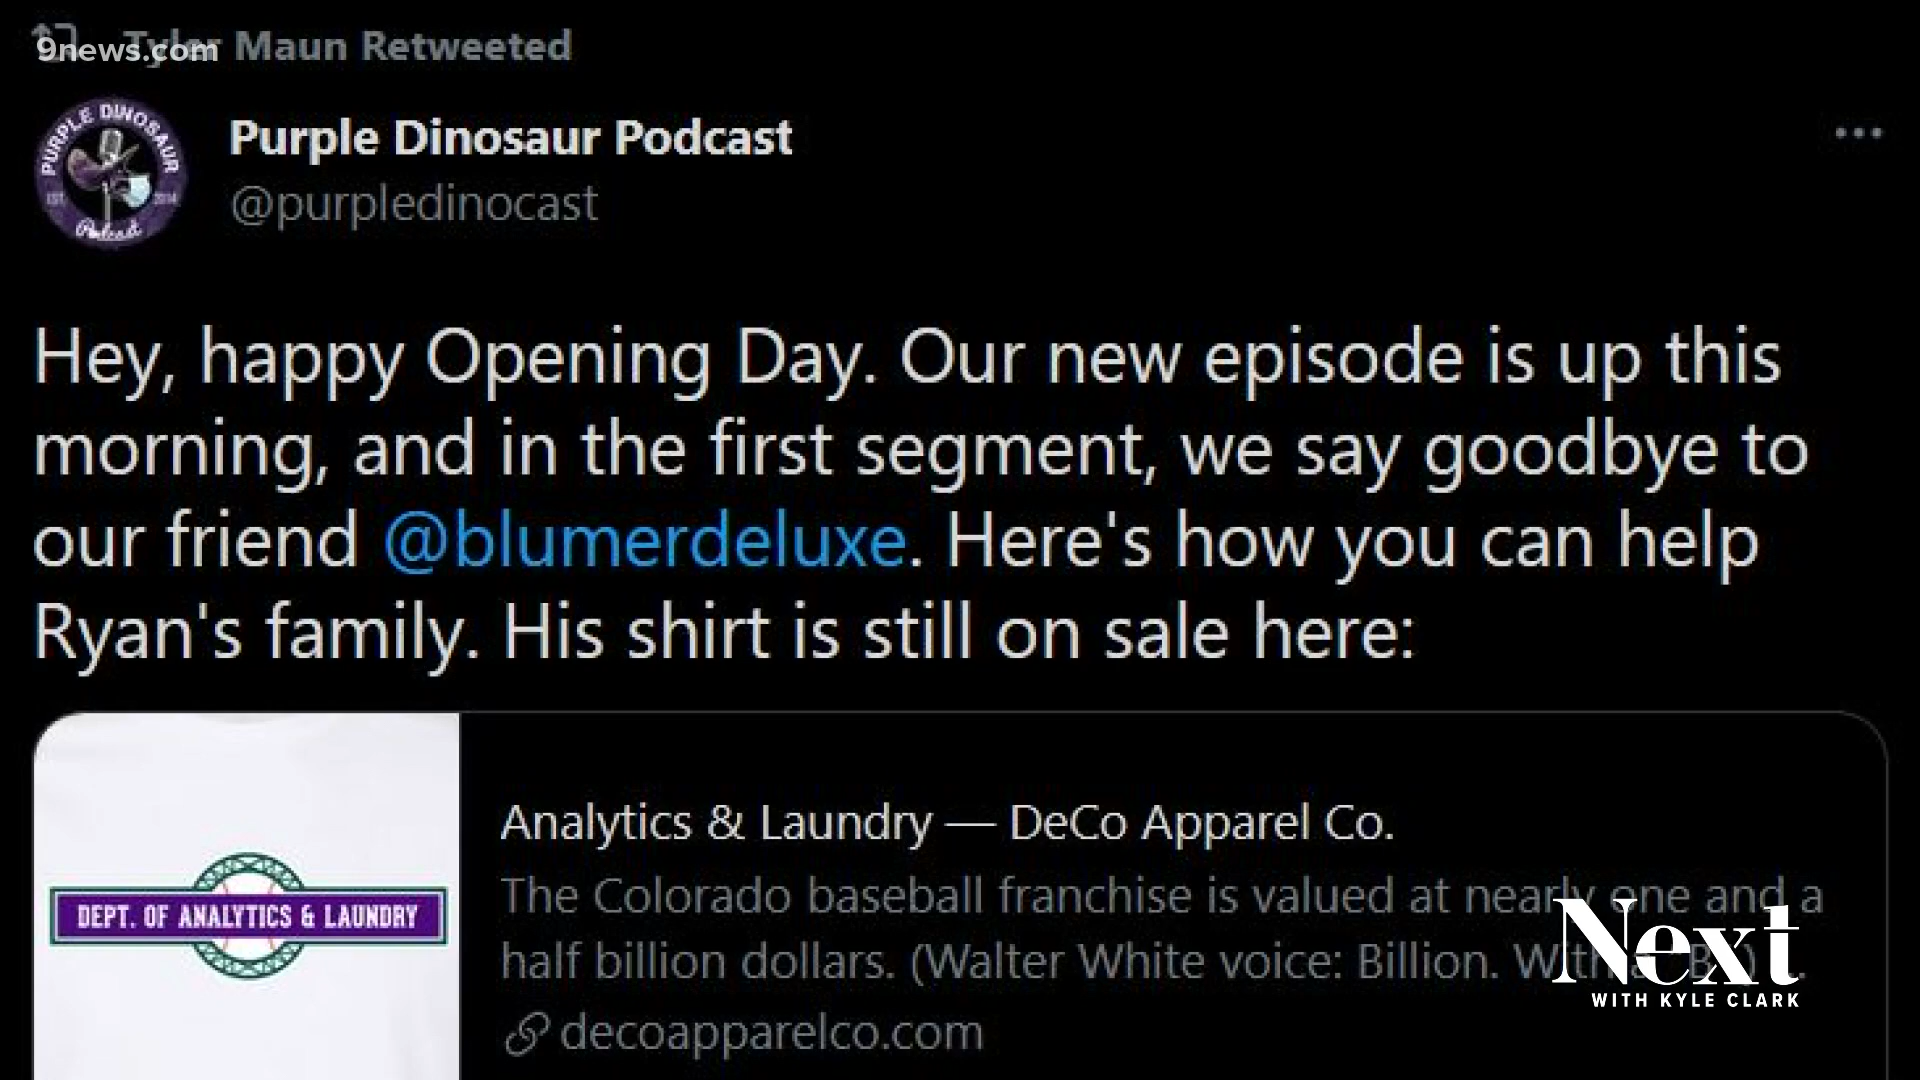 9news.com
Tyler Maun Retweeted
PURPLE DINOSAUR
EST. 2014
Podcast
Purple Dinosaur Podcast
@purpledinocast
Hey, happy Opening Day. Our new episode is up this
morning, and in the first segment, we say goodbye to
our friend @blumerdeluxe. Here's how you can help
Ryan's family. His shirt is still on sale here:
DEPT. OF ANALYTICS & LAUNDRY
Analytics & Laundry — DeCo Apparel Co.
The Colorado baseball franchise is valued at nearly one and a
half billion dollars. (Walter White voice: Billion. With a "B.")
decoapparelco.com
Next
WITH KYLE CLARK